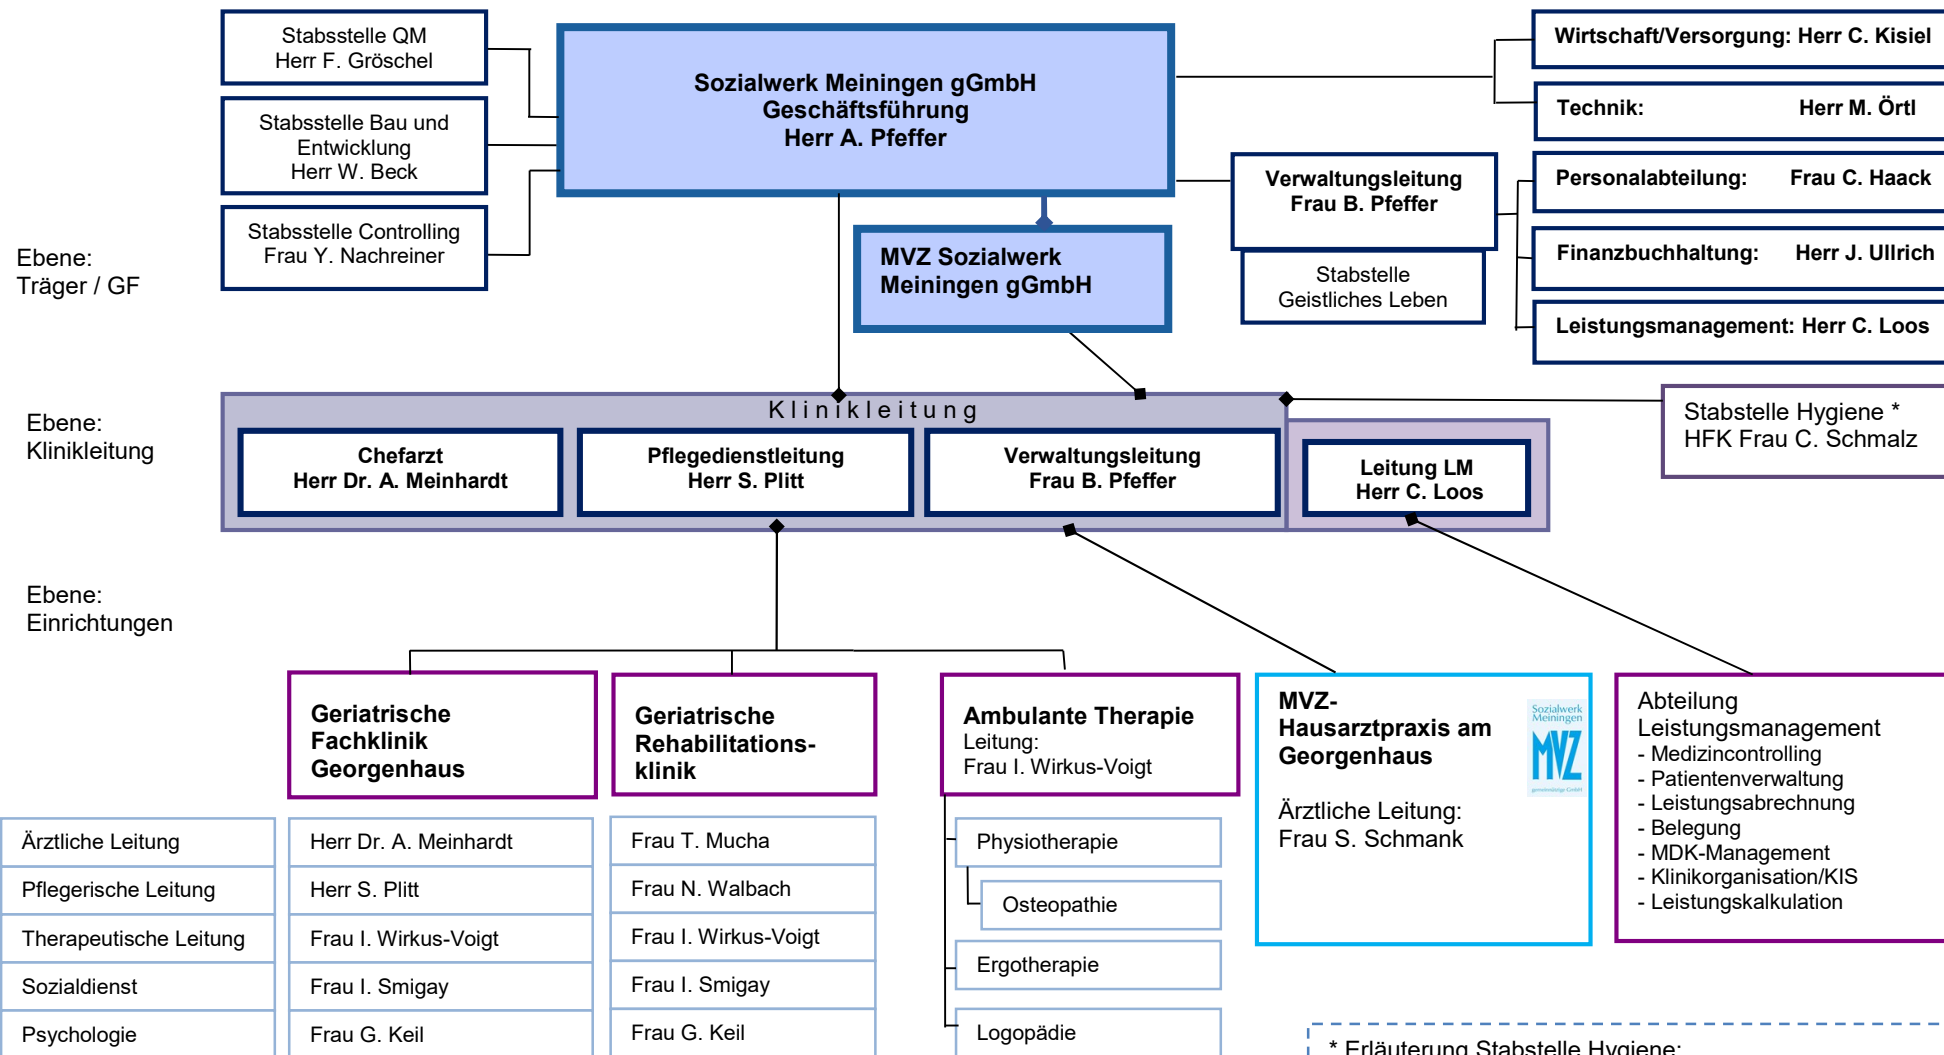 Stabsstelle QM
Herr F. Gröschel
Stabsstelle Bau und
Entwicklung
Herr W. Beck
Stabsstelle Controlling
Frau Y. Nachreiner
Sozialwerk Meiningen gGmbH
Geschäftsführung
Herr A. Pfeffer
MVZ Sozialwerk
Meiningen gGmbH
Verwaltungsleitung
Frau B. Pfeffer
Stabstelle
Geistliches Leben
Wirtschaft/Versorgung: Herr C. Kisiel
Technik: Herr M. Örtl
Personalabteilung: Frau C. Haack
Finanzbuchhaltung: Herr J. Ullrich
Leistungsmanagement: Herr C. Loos
Ebene:
Träger / GF
Ebene:
Klinikleitung
Klinikleitung
Chefarzt
Herr Dr. A. Meinhardt
Pflegedienstleitung
Herr S. Plitt
Verwaltungsleitung
Frau B. Pfeffer
Leitung LM
Herr C. Loos
Stabstelle Hygiene *
HFK Frau C. Schmalz
Ebene:
Einrichtungen
Geriatrische
Fachklinik
Georgenhaus
Geriatrische
Rehabilitations-
klinik
Ambulante Therapie
Leitung:
Frau I. Wirkus-Voigt
MVZ-
Hausarztpraxis am
Georgenhaus
Ärztliche Leitung:
Frau S. Schmank
Sozialwerk
Meiningen
MVZ
gemeinnützige GmbH
Abteilung
Leistungsmanagement
- Medizincontrolling
- Patientenverwaltung
- Leistungsabrechnung
- Belegung
- MDK-Management
- Klinikorganisation/KIS
- Leistungskalkulation
Ärztliche Leitung
Herr Dr. A. Meinhardt
Frau T. Mucha
Pflegerische Leitung
Herr S. Plitt
Frau N. Walbach
Therapeutische Leitung
Frau I. Wirkus-Voigt
Frau I. Wirkus-Voigt
Sozialdienst
Frau I. Smigay
Frau I. Smigay
Psychologie
Frau G. Keil
Frau G. Keil
Physiotherapie
Osteopathie
Ergotherapie
Logopädie
* Erläuterung Stabstelle Hygiene: